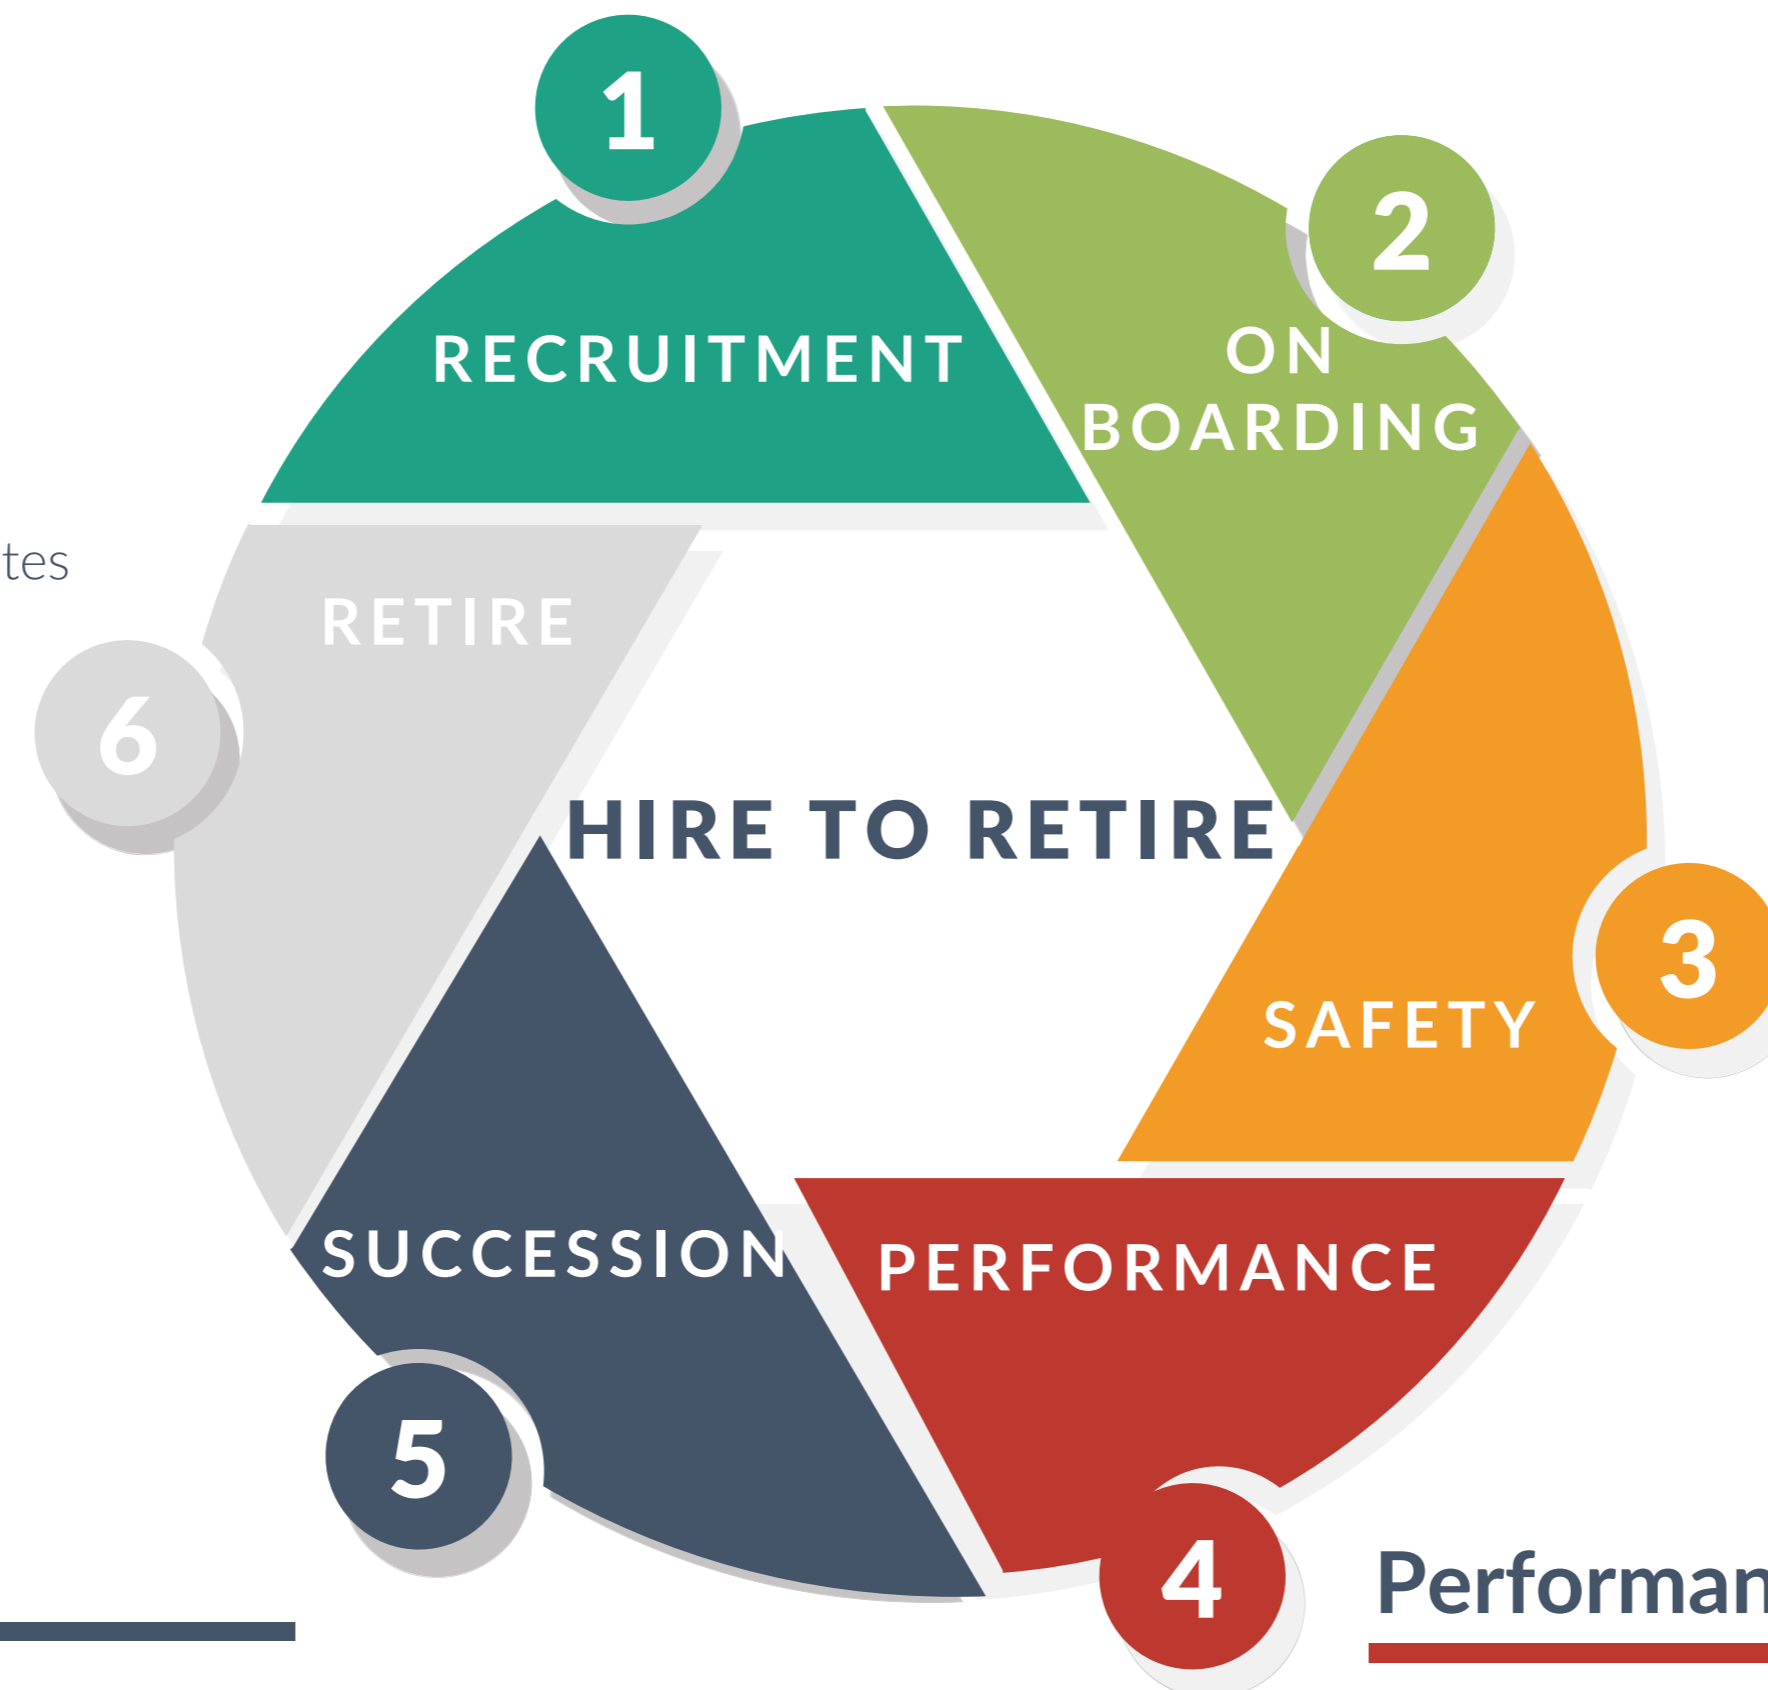 1
2
RECRUITMENT
ON
BOARDING
tes
RETIRE
6
HIRE TO RETIRE
3
SAFETY
SUCCESSION
PERFORMANCE
5
4
Performan